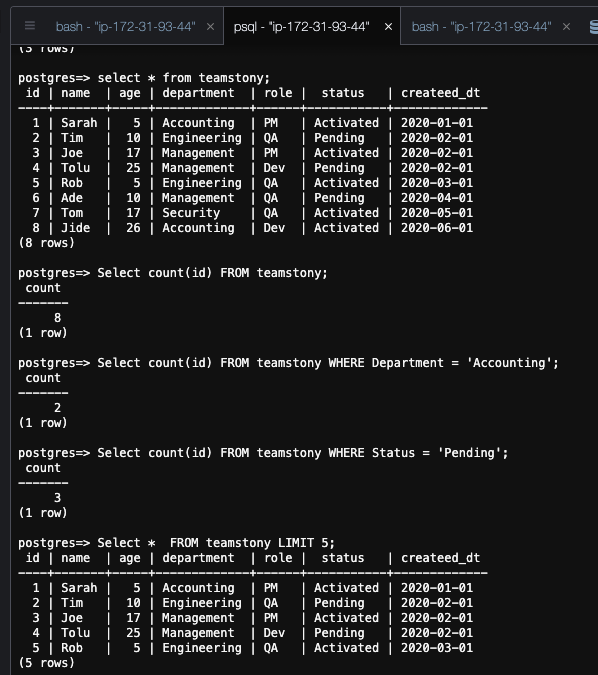 bash - "ip-172-31-93-44" × psql - "ip-172-31-93-44" × bash - "ip-172-31-93-44" ×
(3 rows)
postgres=> select * from teamstony;
 id | name  | age | department  | role |  status   | createed_dt
----+-------+-----+-------------+------+-----------+-------------
  1 | Sarah |   5 | Accounting  | PM   | Activated | 2020-01-01
  2 | Tim   |  10 | Engineering | QA   | Pending   | 2020-02-01
  3 | Joe   |  17 | Management  | PM   | Activated | 2020-02-01
  4 | Tolu  |  25 | Management  | Dev  | Pending   | 2020-02-01
  5 | Rob   |   5 | Engineering | QA   | Activated | 2020-03-01
  6 | Ade   |  10 | Management  | QA   | Pending   | 2020-04-01
  7 | Tom   |  17 | Security    | QA   | Activated | 2020-05-01
  8 | Jide  |  26 | Accounting  | Dev  | Activated | 2020-06-01
(8 rows)
postgres=> Select count(id) FROM teamstony;
 count
-------
     8
(1 row)
postgres=> Select count(id) FROM teamstony WHERE Department = 'Accounting';
 count
-------
     2
(1 row)
postgres=> Select count(id) FROM teamstony WHERE Status = 'Pending';
 count
-------
     3
(1 row)
postgres=> Select *  FROM teamstony LIMIT 5;
 id | name  | age | department  | role |  status   | createed_dt
----+-------+-----+-------------+------+-----------+-------------
  1 | Sarah |   5 | Accounting  | PM   | Activated | 2020-01-01
  2 | Tim   |  10 | Engineering | QA   | Pending   | 2020-02-01
  3 | Joe   |  17 | Management  | PM   | Activated | 2020-02-01
  4 | Tolu  |  25 | Management  | Dev  | Pending   | 2020-02-01
  5 | Rob   |   5 | Engineering | QA   | Activated | 2020-03-01
(5 rows)